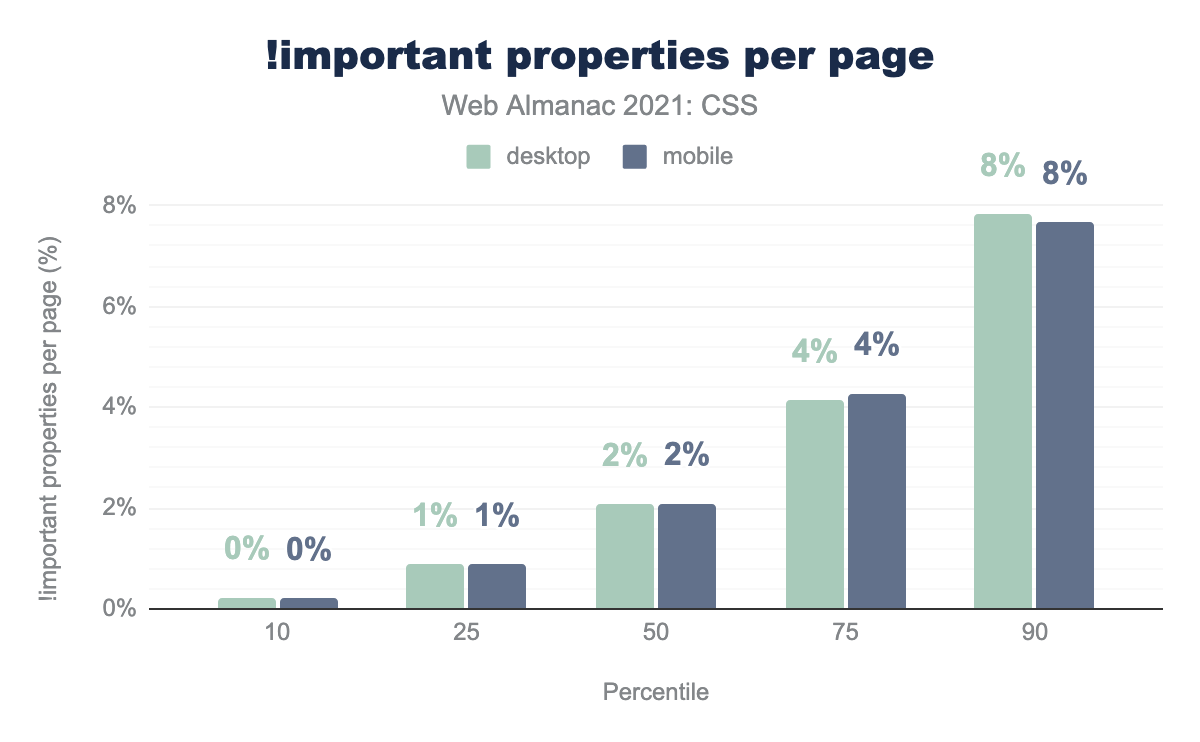 !important properties per page
Web Almanac 2021: CSS
desktop mobile
!important properties per page (%)
8%
6%
4%
2%
0%
0% 0%
1% 1%
2% 2%
4% 4%
8% 8%
10 25 50 75 90
Percentile